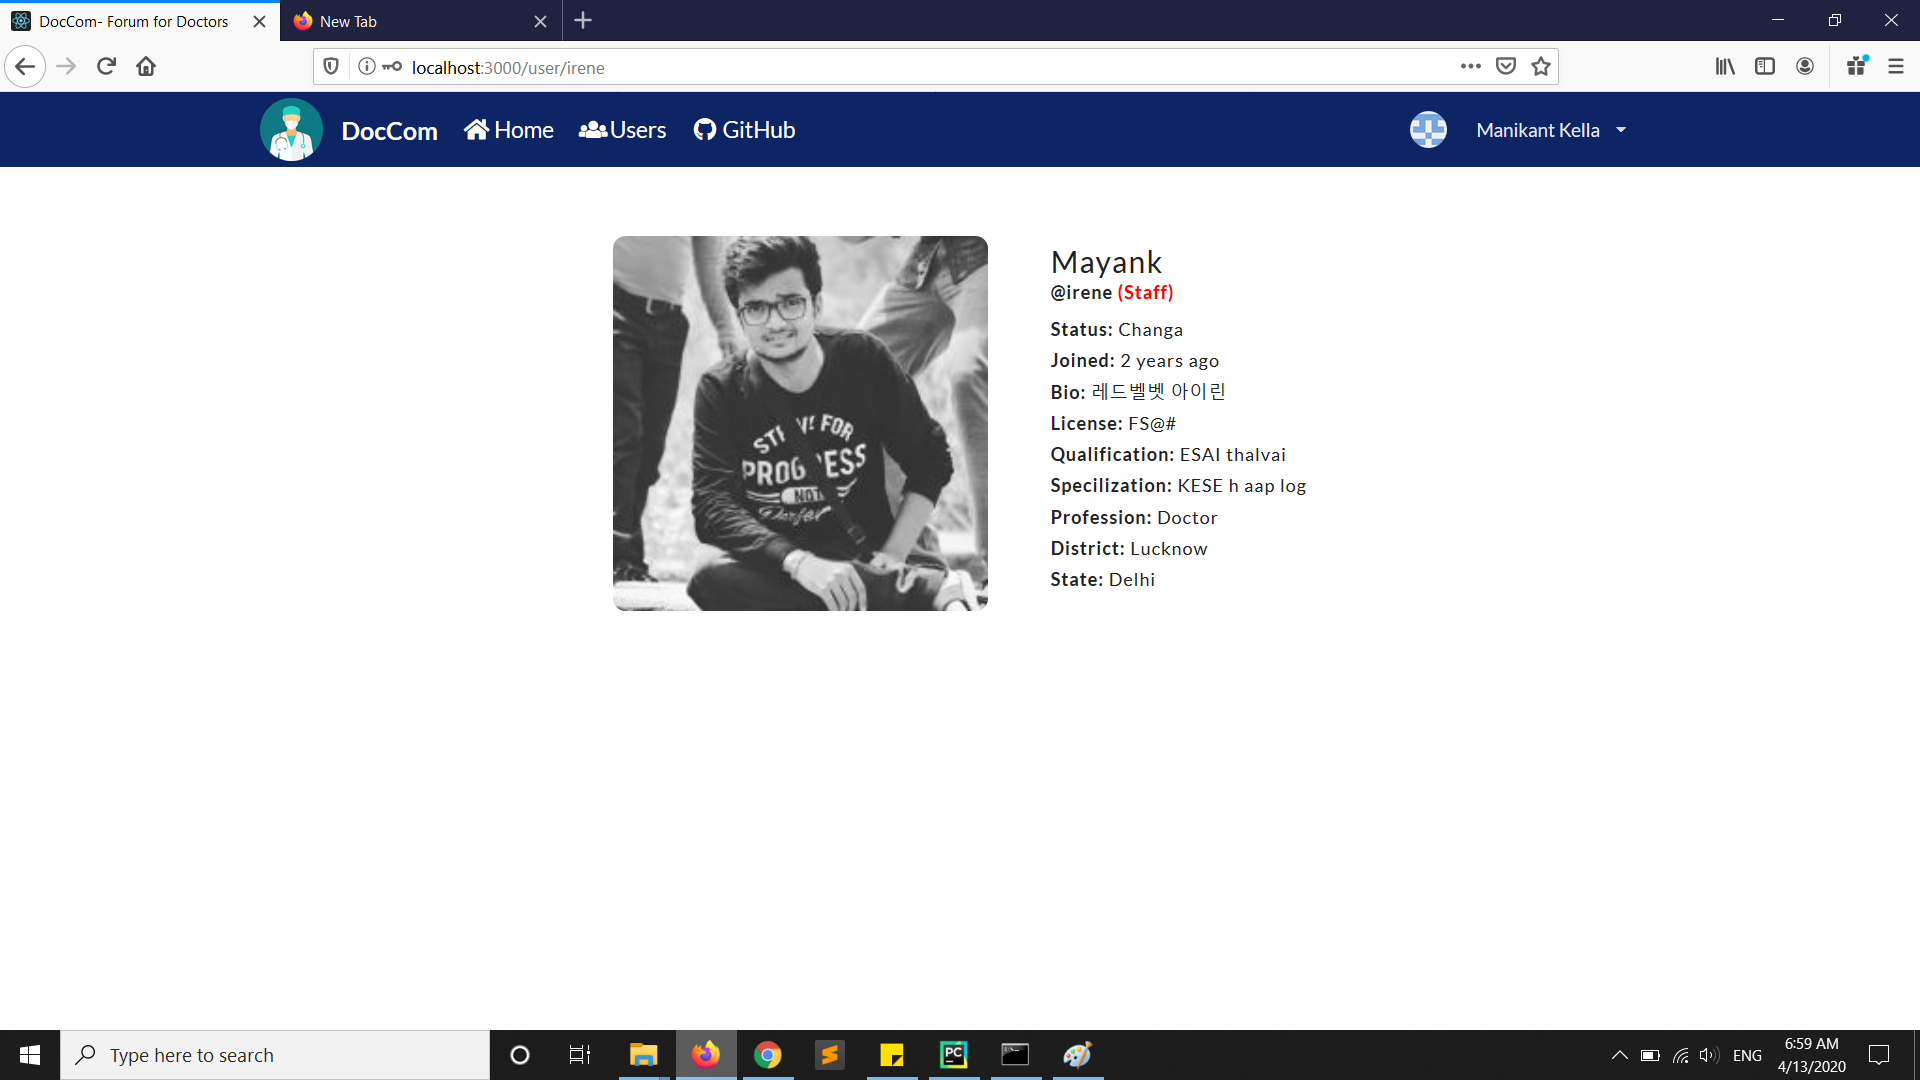 DocCom- Forum for Doctors
New Tab
localhost:3000/user/irene
DocCom Home Users GitHub Manikant Kella
Mayank
@irene (Staff)
Status: Changa
Joined: 2 years ago
Bio: 레드벨벳 아이린
License: FS@#
Qualification: ESAI thalvai
Specilization: KESE h aap log
Profession: Doctor
District: Lucknow
State: Delhi
FOR
NOT
Type here to search
PC
ENG
6:59 AM
4/13/2020